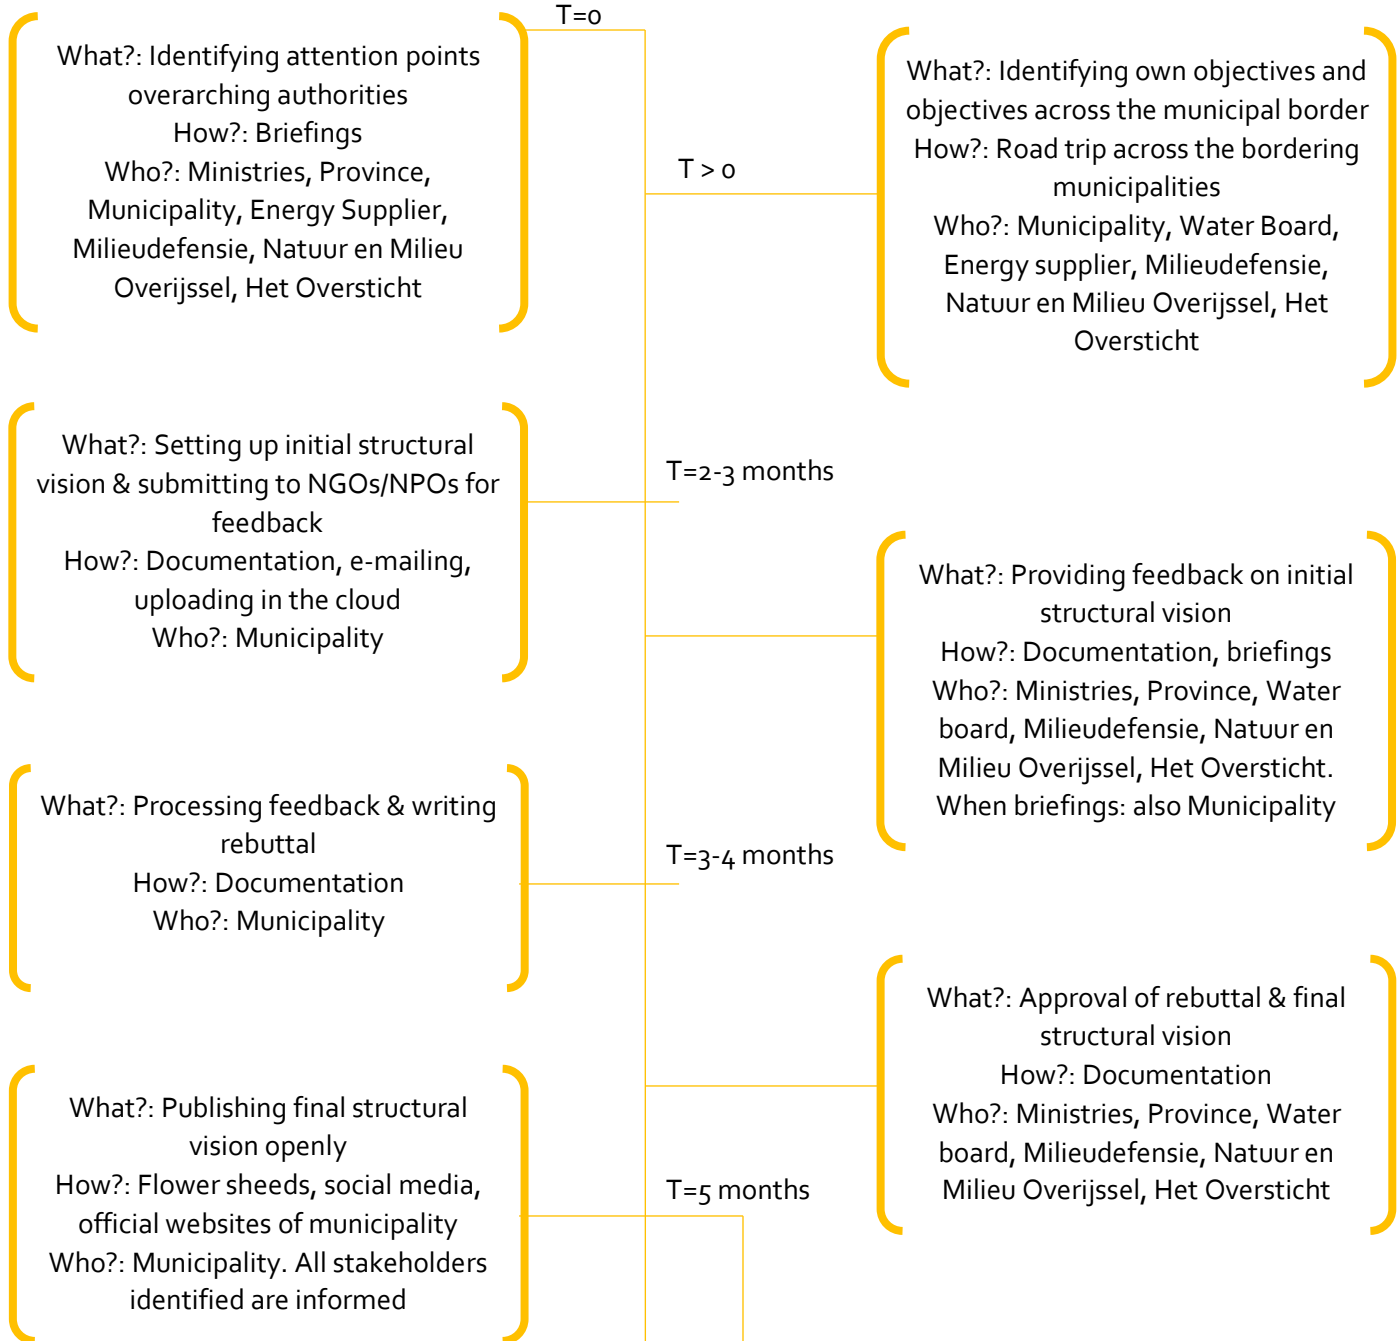 T=0
What?: Identifying attention points
overarching authorities
How?: Briefings
Who?: Ministries, Province,
Municipality, Energy Supplier,
Milieudefensie, Natuur en Milieu
Overijssel, Het Oversticht
T > 0
What?: Identifying own objectives and
objectives across the municipal border
How?: Road trip across the bordering
municipalities
Who?: Municipality, Water Board,
Energy supplier, Milieudefensie,
Natuur en Milieu Overijssel, Het
Oversticht
What?: Setting up initial structural
vision & submitting to NGOs/NPOs for
feedback
How?: Documentation, e-mailing,
uploading in the cloud
Who?: Municipality
T=2-3 months
What?: Providing feedback on initial
structural vision
How?: Documentation, briefings
Who?: Ministries, Province, Water
board, Milieudefensie, Natuur en
Milieu Overijssel, Het Oversticht.
When briefings: also Municipality
What?: Processing feedback & writing
rebuttal
How?: Documentation
Who?: Municipality
T=3-4 months
What?: Approval of rebuttal & final
structural vision
How?: Documentation
Who?: Ministries, Province, Water
board, Milieudefensie, Natuur en
Milieu Overijssel, Het Oversticht
What?: Publishing final structural
vision openly
How?: Flower sheeds, social media,
official websites of municipality
Who?: Municipality. All stakeholders
identified are informed
T=5 months